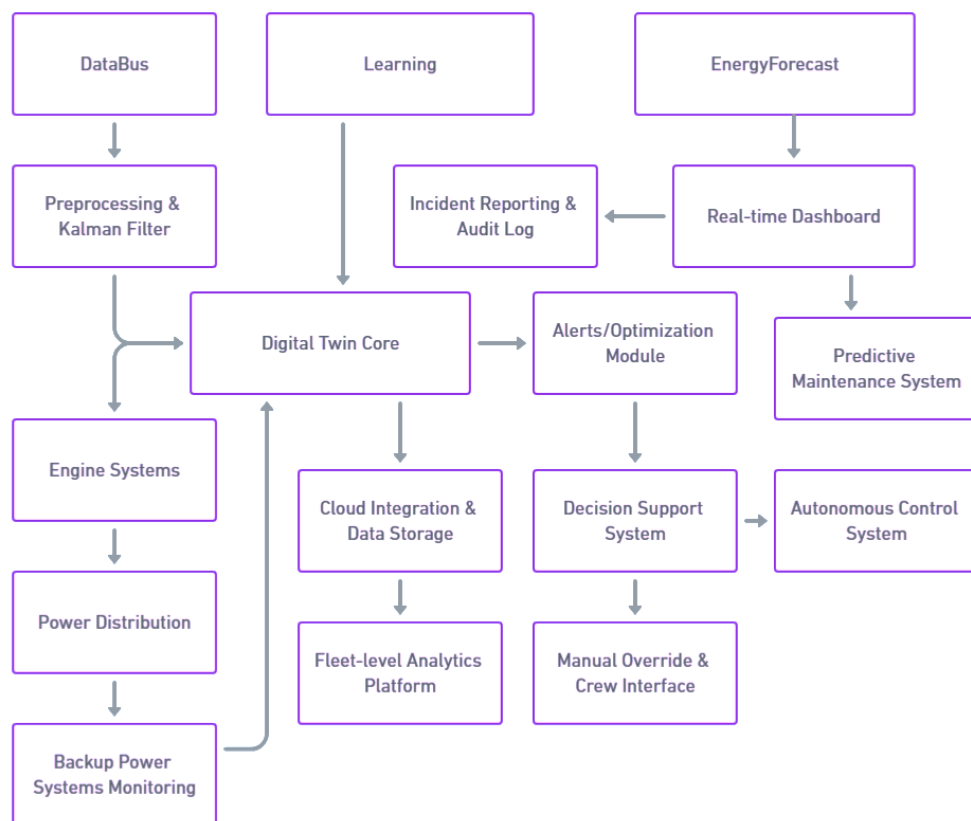 DataBus
Learning
EnergyForecast
Preprocessing &
Kalman Filter
Incident Reporting &
Audit Log
Real-time Dashboard
Digital Twin Core
Alerts/Optimization
Module
Predictive
Maintenance System
Engine Systems
Cloud Integration &
Data Storage
Decision Support
System
Autonomous Control
System
Power Distribution
Fleet-level Analytics
Platform
Manual Override &
Crew Interface
Backup Power
Systems Monitoring